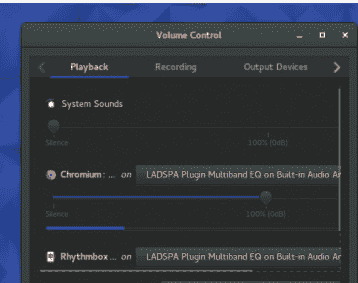 Volume Control
Playback Recording Output Devices
System Sounds
Silence 100% (0dB)
Chromium: ... on LADSPA Plugin Multiband EQ on Built-in Audio An
Silence 100% (0dB)
Rhythmbox ... on LADSPA Plugin Multiband EQ on Built-in Audio An